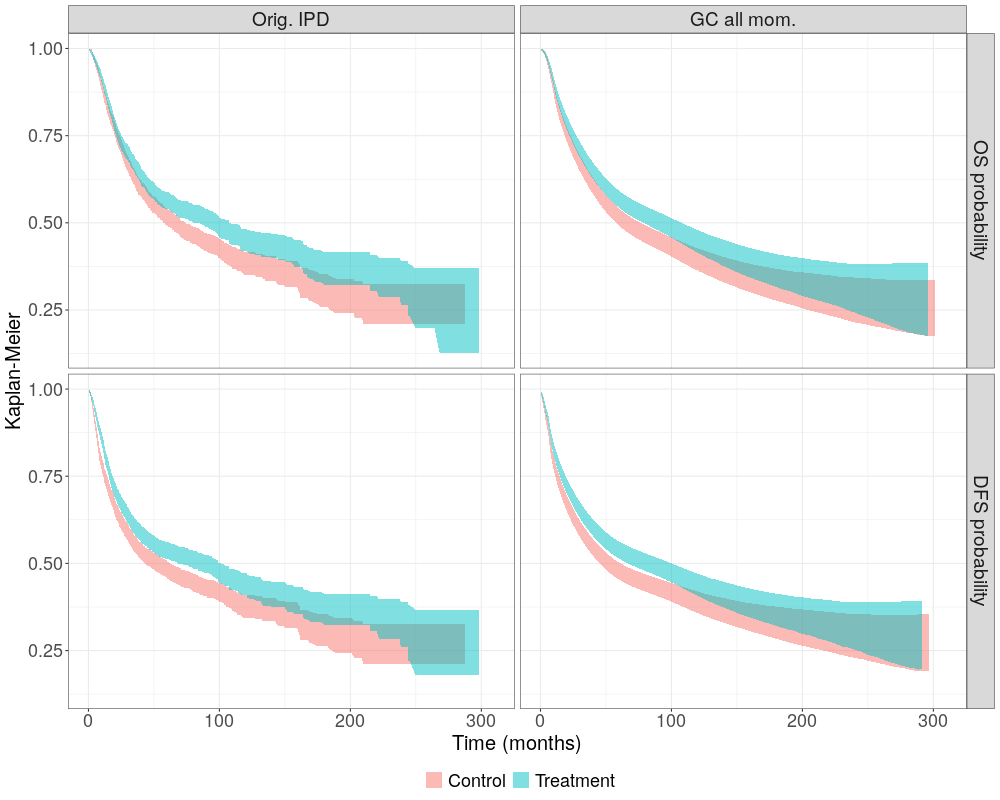 Orig. IPD
GC all mom.
1.00
0.75
0.50
0.25
OS probability
Kaplan-Meier
1.00
0.75
0.50
0.25
DFS probability
0 100 200 300
0 100 200 300
Time (months)
Control Treatment